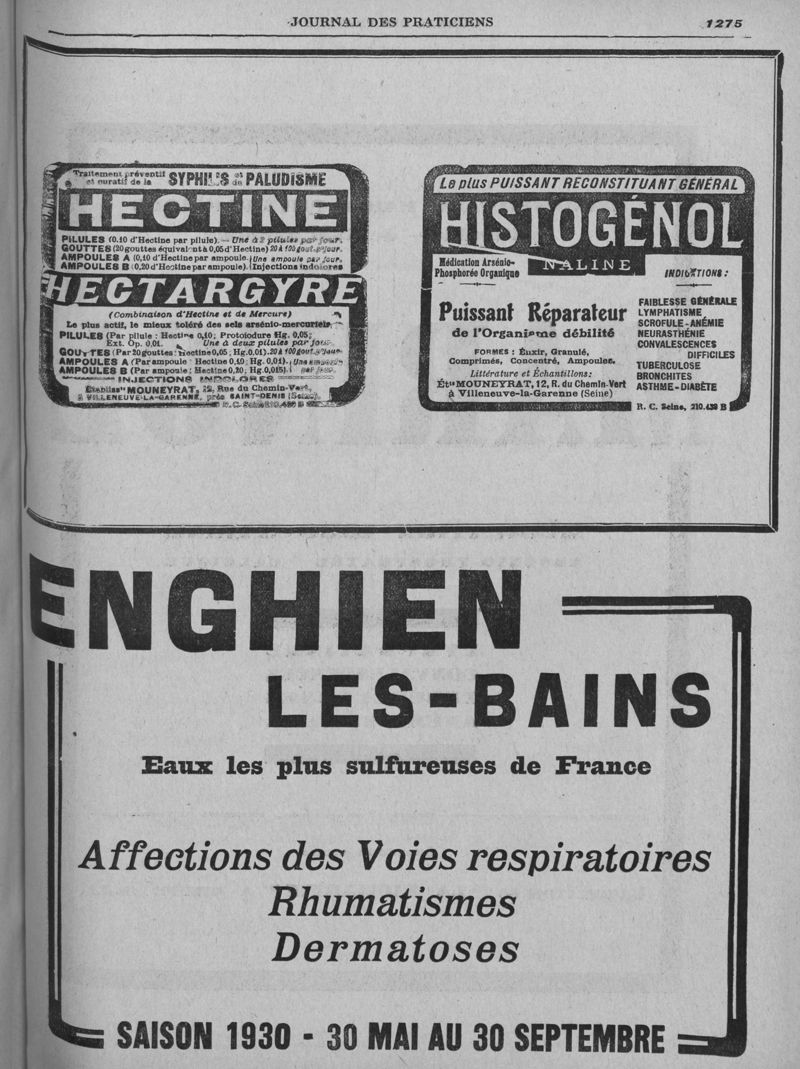 JOURNAL DES PRATICIENS
1275
Traitement préventif et curatif de la SYPHILIS et du PALUDISME
HECTINE
PILULES (0.10 d'Hectine par pilule). — Une à 2 pilules par jour.
GOUTTES (20 gouttes équivalent à 0,05 d'Hectine) 20 à 100 gout. p. jour.
AMPOULES A (0,10 d'Hectine par ampoule. Une ampoule par jour.
AMPOULES B (0,20 d'Hectine par ampoule). Injections indolores
HECTARGYRE
(Combinaison d'Hectine et de Mercure)
Le plus actif, le mieux toléré des sels arsénio-mercuriels.
PILULES (Par pilule : Hectine 0,10; Protoiodure Hg. 0,05;
Ext. Op. 0,01. Une à deux pilules par jour.
GOUTTES (Par 20 gouttes : Hectine 0,05; Hg. 0,01). 20 à 100 gout. p. jour
AMPOULES A (Par ampoule : Hectine 0,10; Hg. 0,01). Une ampoule
AMPOULES B (Par ampoule : Hectine 0,20, Hg. 0,015). par jour.
INJECTIONS INDOLORES
Établiss'ts MOUNEYRAT, 12, Rue du Chemin-Vert,
à VILLENEUVE-LA-GARENNE, près SAINT-DENIS (Seine).
Le plus PUISSANT RECONSTITUANT GÉNÉRAL
HISTOGÉNOL
NALINE
Médication Arsénio-
Phosphorée Organique
Puissant Réparateur
de l'Organisme débilité
FORMES : Élixir, Granulé,
Comprimés, Concentré, Ampoules.
Littérature et Échantillons:
Ét'ts MOUNEYRAT, 12, R. du Chemin-Vert
à Villeneuve-la-Garenne (Seine)
INDICATIONS :
FAIBLESSE GÉNÉRALE
LYMPHATISME
SCROFULE - ANÉMIE
NEURASTHÉNIE
CONVALESCENCES
DIFFICILES
TUBERCULOSE
BRONCHITES
ASTHME - DIABÈTE
R. C. Seine, 210.439 B
ENGHIEN
LES-BAINS
Eaux les plus sulfureuses de France
Affections des Voies respiratoires
Rhumatismes
Dermatoses
SAISON 1930 - 30 MAI AU 30 SEPTEMBRE